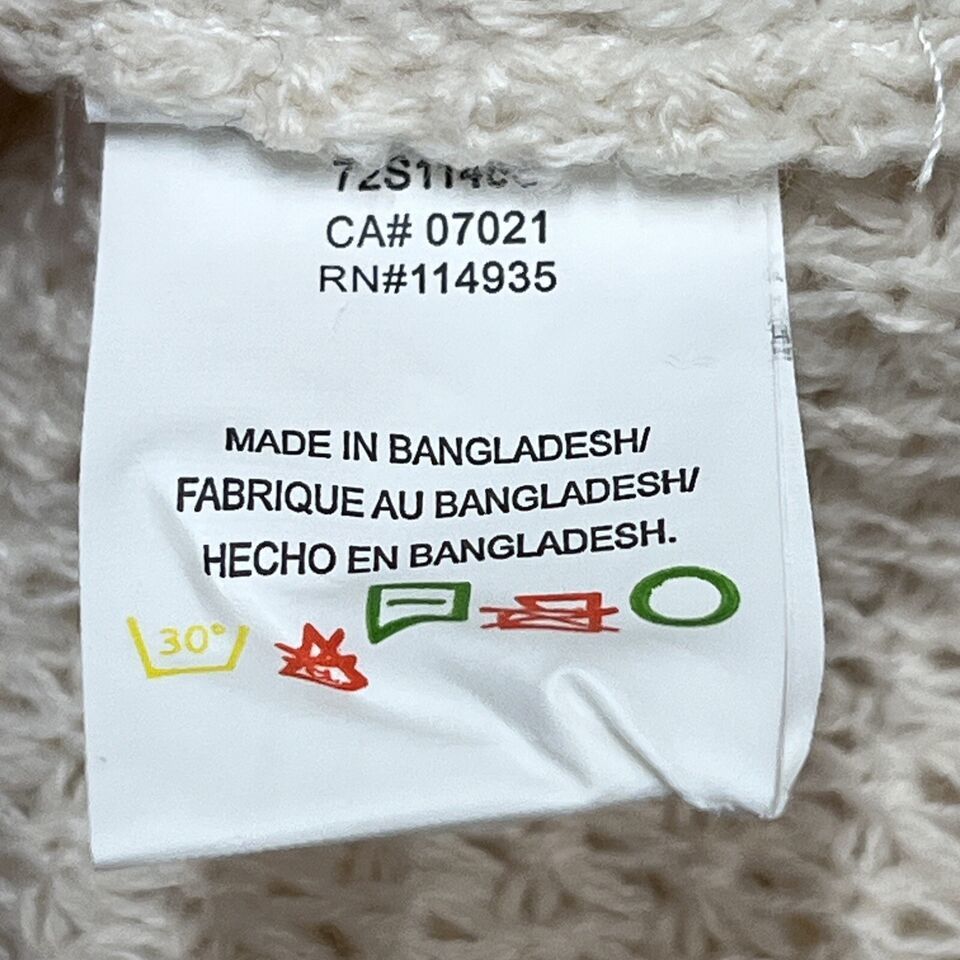 CA# 07021
RN#114935
MADE IN BANGLADESH/
FABRIQUE AU BANGLADESH/
HECHO EN BANGLADESH.
30°